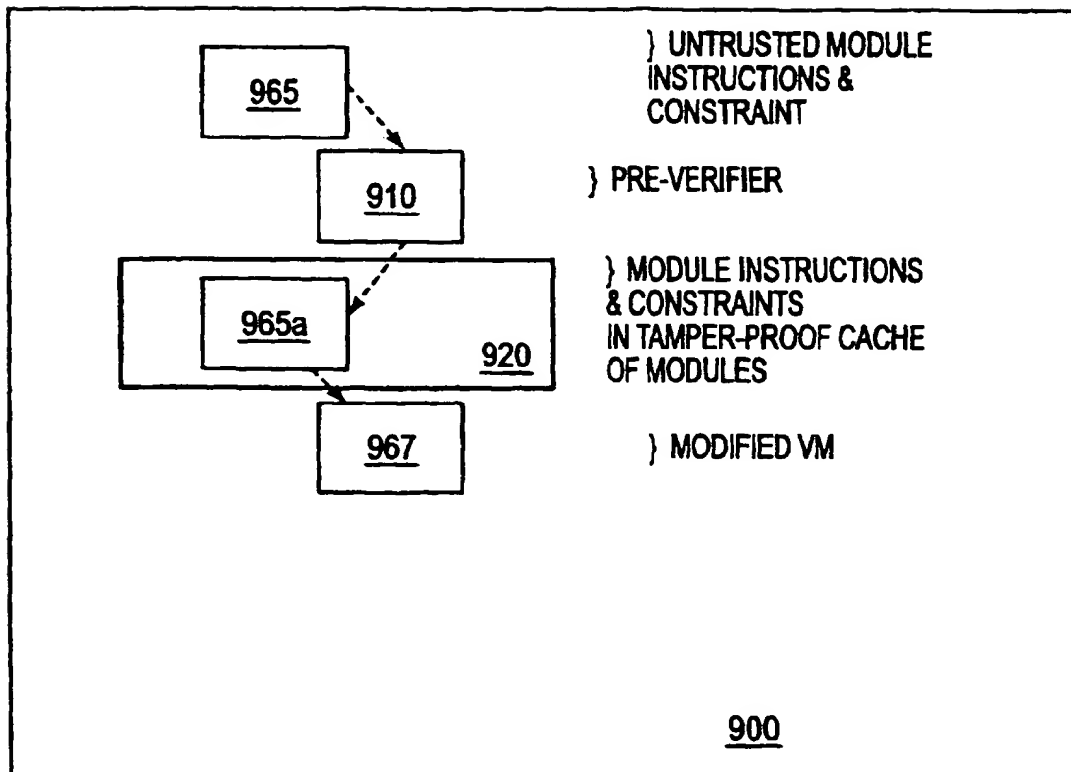 965
} UNTRUSTED MODULE
INSTRUCTIONS &
CONSTRAINT
910
} PRE-VERIFIER
965a
920
} MODULE INSTRUCTIONS
& CONSTRAINTS
IN TAMPER-PROOF CACHE
OF MODULES
967
} MODIFIED VM
900